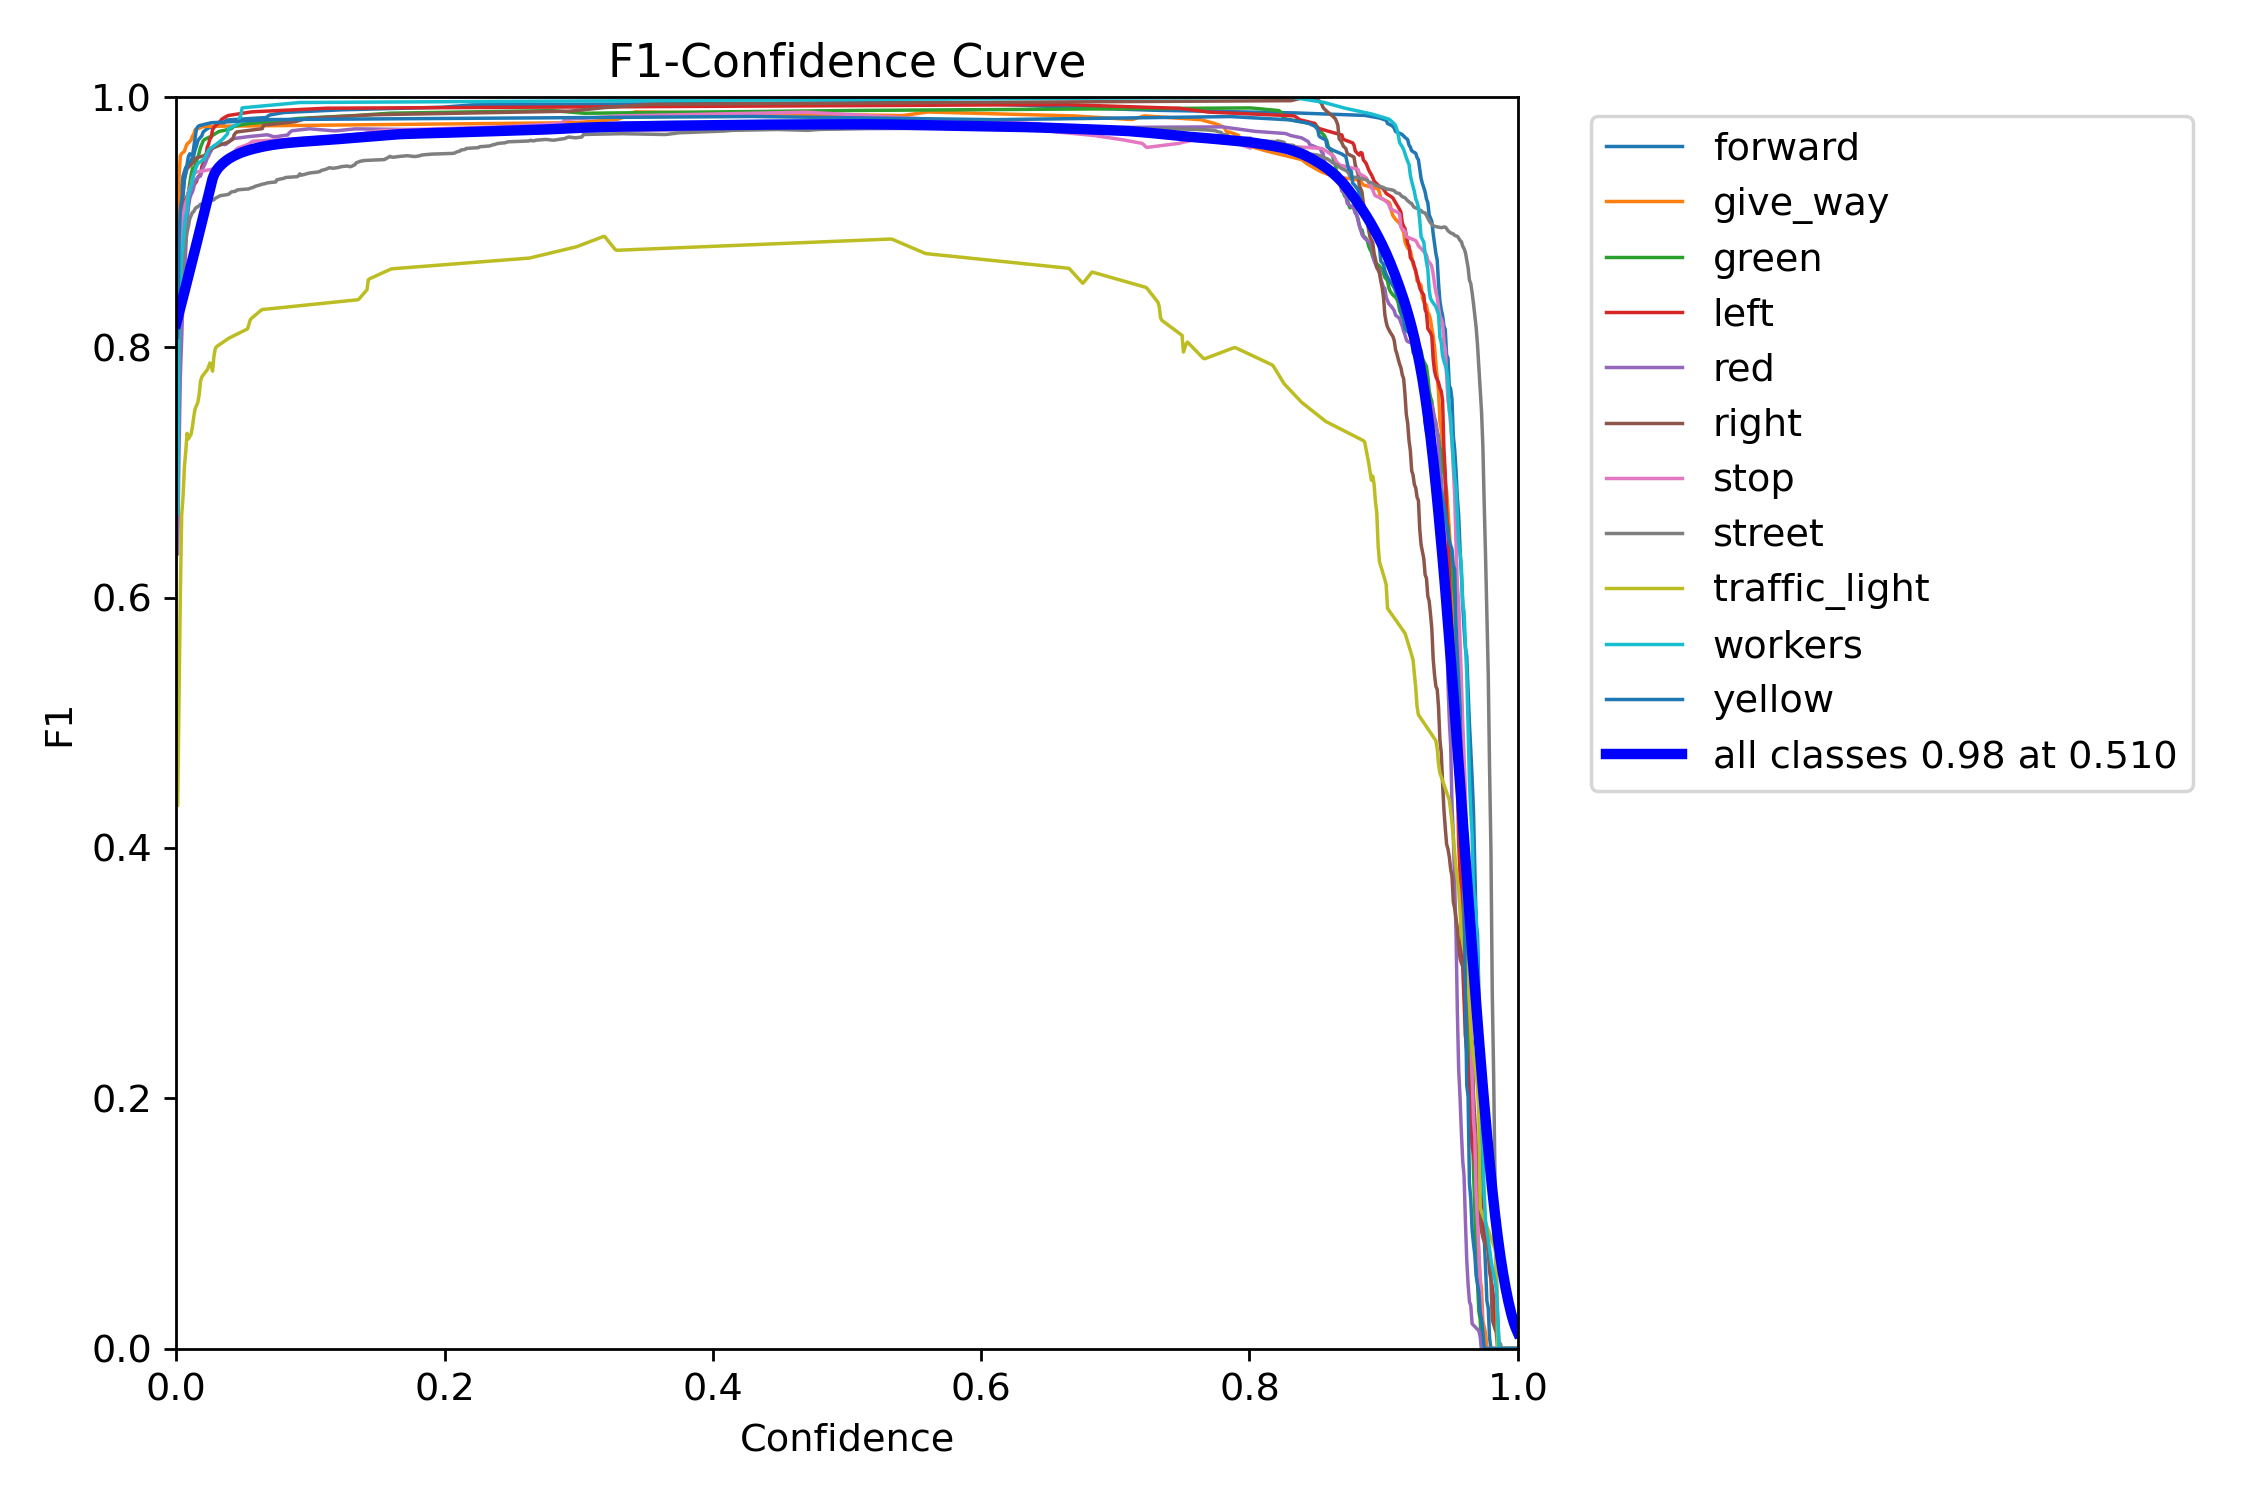 F1-Confidence Curve
1.0
0.8
0.6
0.4
0.2
0.0
F1
0.0 0.2 0.4 0.6 0.8 1.0
Confidence
forward
give_way
green
left
red
right
stop
street
traffic_light
workers
yellow
all classes 0.98 at 0.510